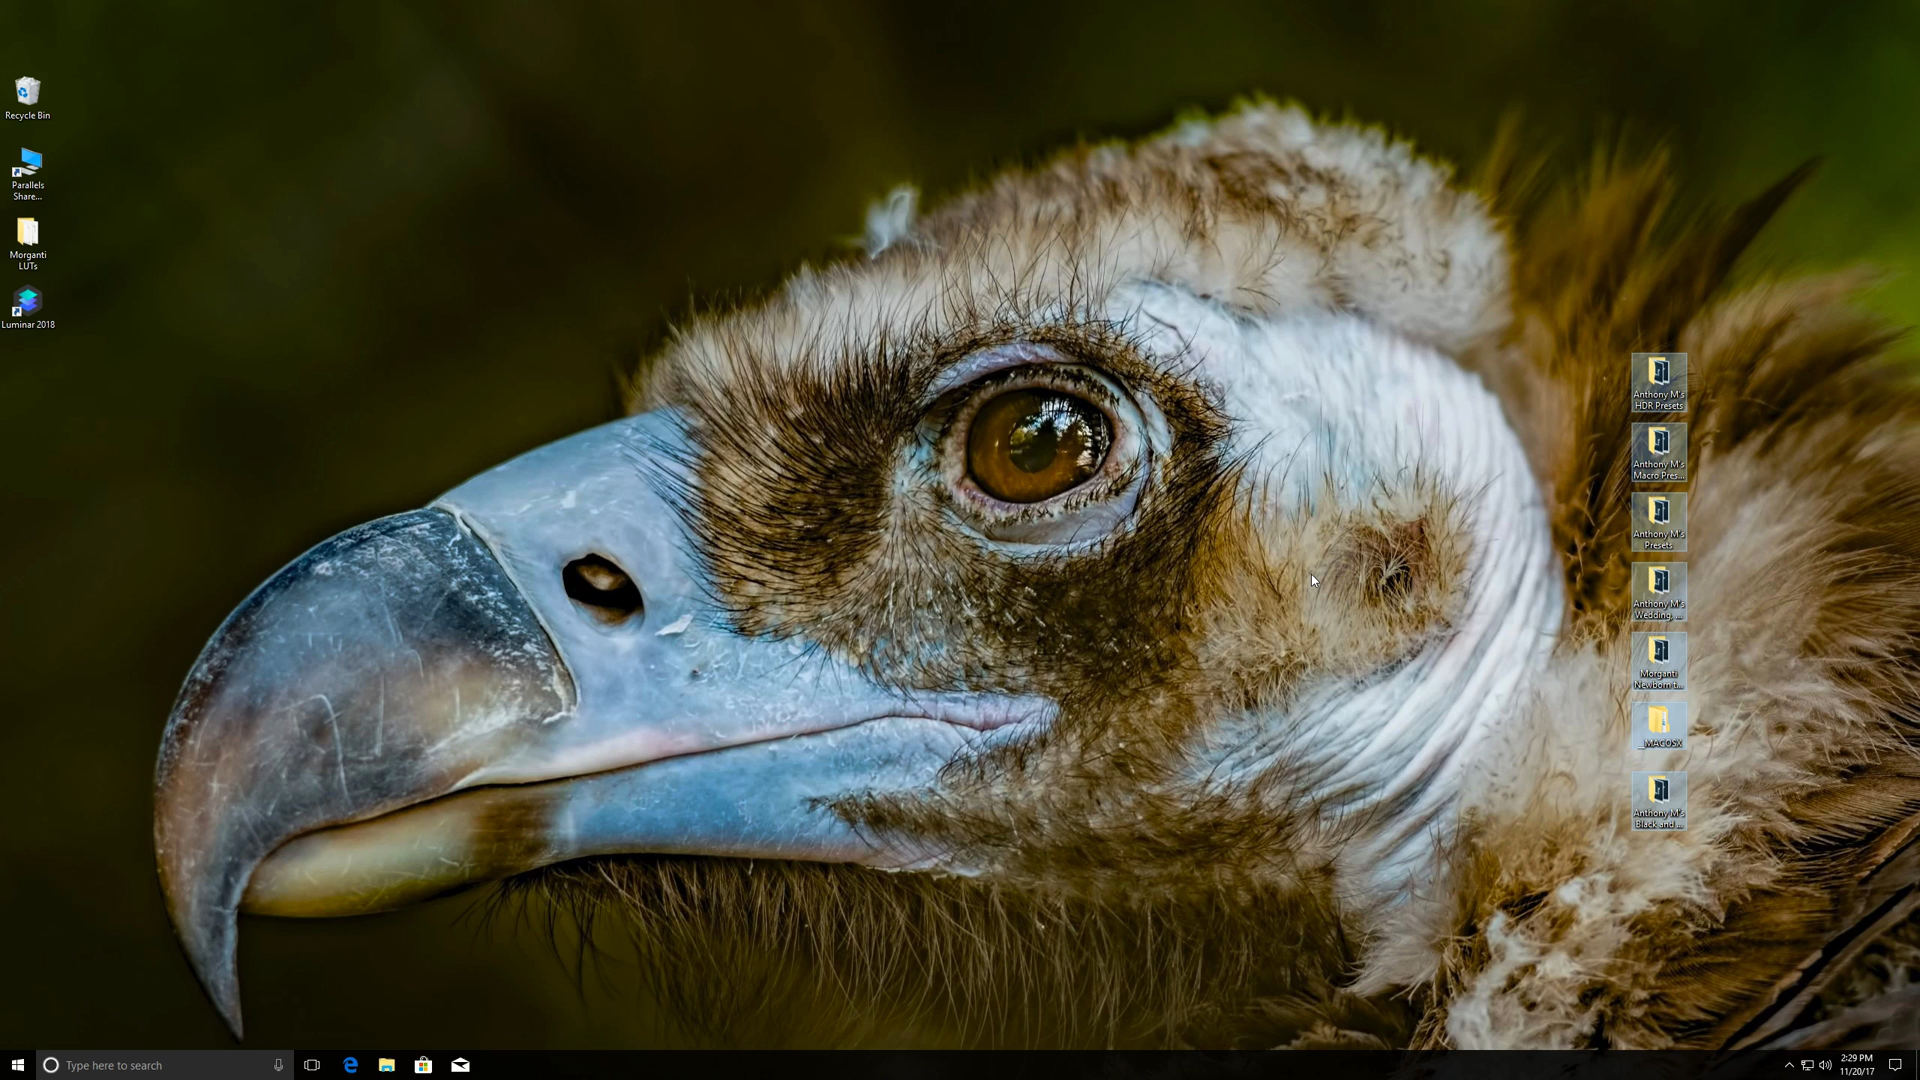 Recycle Bin
Parallels
Share...
Morganti
LUTs
Luminar 2018
Anthony M's
HDR Presets
Anthony M's
Macro Pres...
Anthony M's
Presets
Anthony M's
Wedding, ...
Morganti
Newborn t...
__MACOSX
Anthony M's
Black and ...
Type here to search
2:29 PM
11/20/17